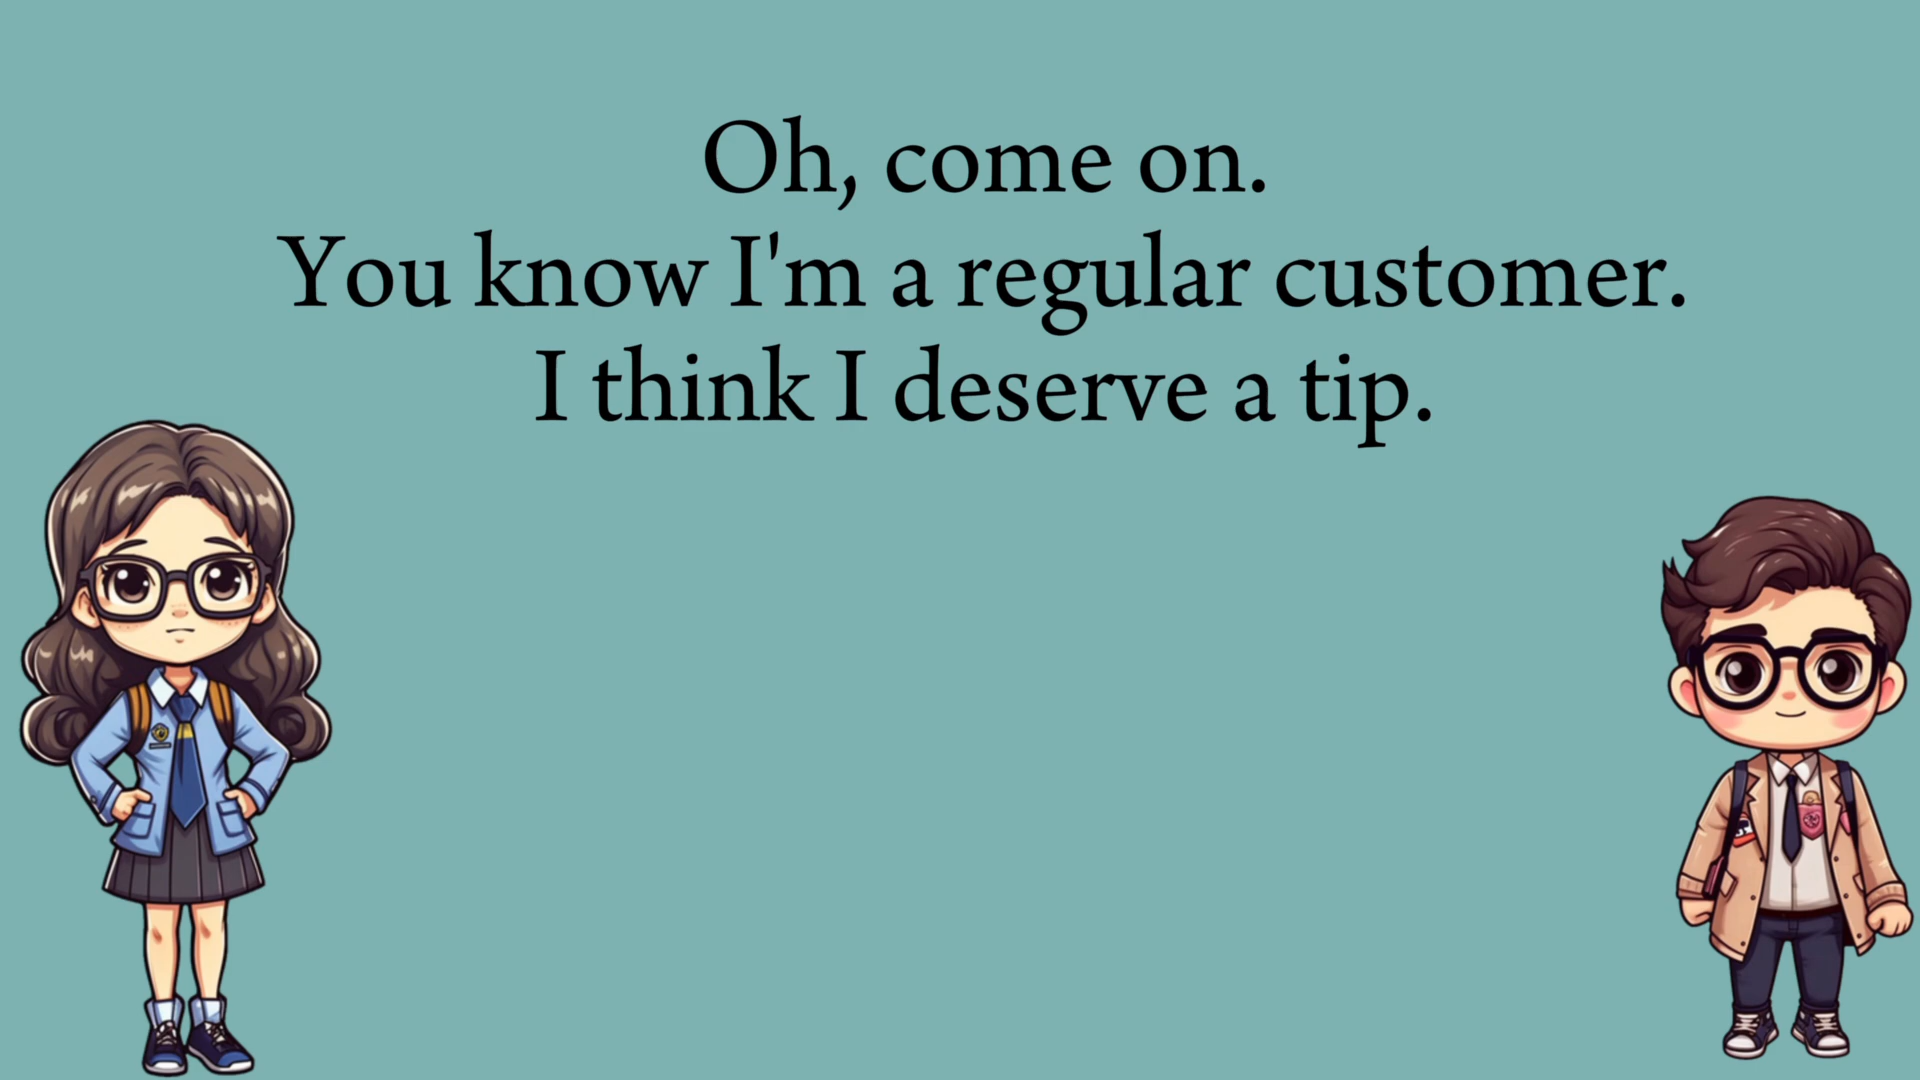 Oh, come on.
You know I'm a regular customer.
I think I deserve a tip.